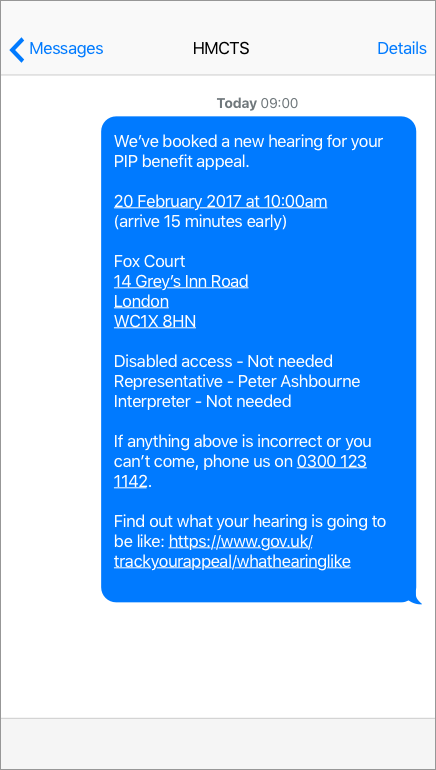 Messages HMCTS Details
Today 09:00
We’ve booked a new hearing for your
PIP benefit appeal.
20 February 2017 at 10:00am
(arrive 15 minutes early)
Fox Court
14 Grey’s Inn Road
London
WC1X 8HN
Disabled access - Not needed
Representative - Peter Ashbourne
Interpreter - Not needed
If anything above is incorrect or you
can’t come, phone us on 0300 123
1142.
Find out what your hearing is going to
be like: https://www.gov.uk/
trackyourappeal/whathearinglike